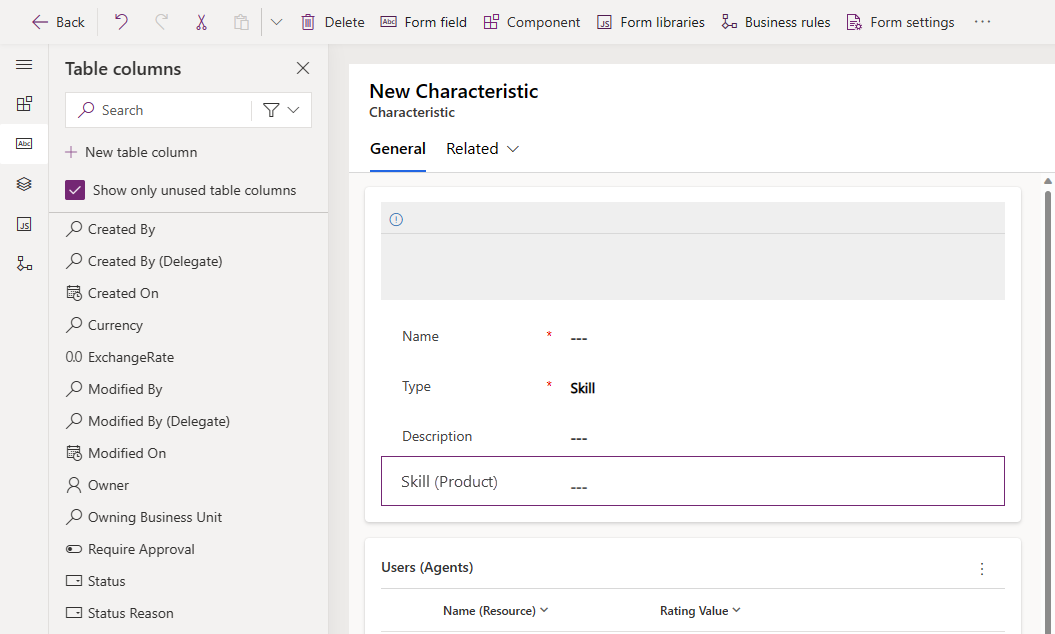 Back Delete Form field Component Form libraries Business rules Form settings ...
Table columns
Search
New table column
Show only unused table columns
Created By
Created By (Delegate)
Created On
Currency
0.0 ExchangeRate
Modified By
Modified By (Delegate)
Modified On
Owner
Owning Business Unit
Require Approval
Status
Status Reason
Abc
JS
New Characteristic
Characteristic
General Related
Name * ---
Type * Skill
Description ---
Skill (Product) ---
Users (Agents)
Name (Resource) Rating Value